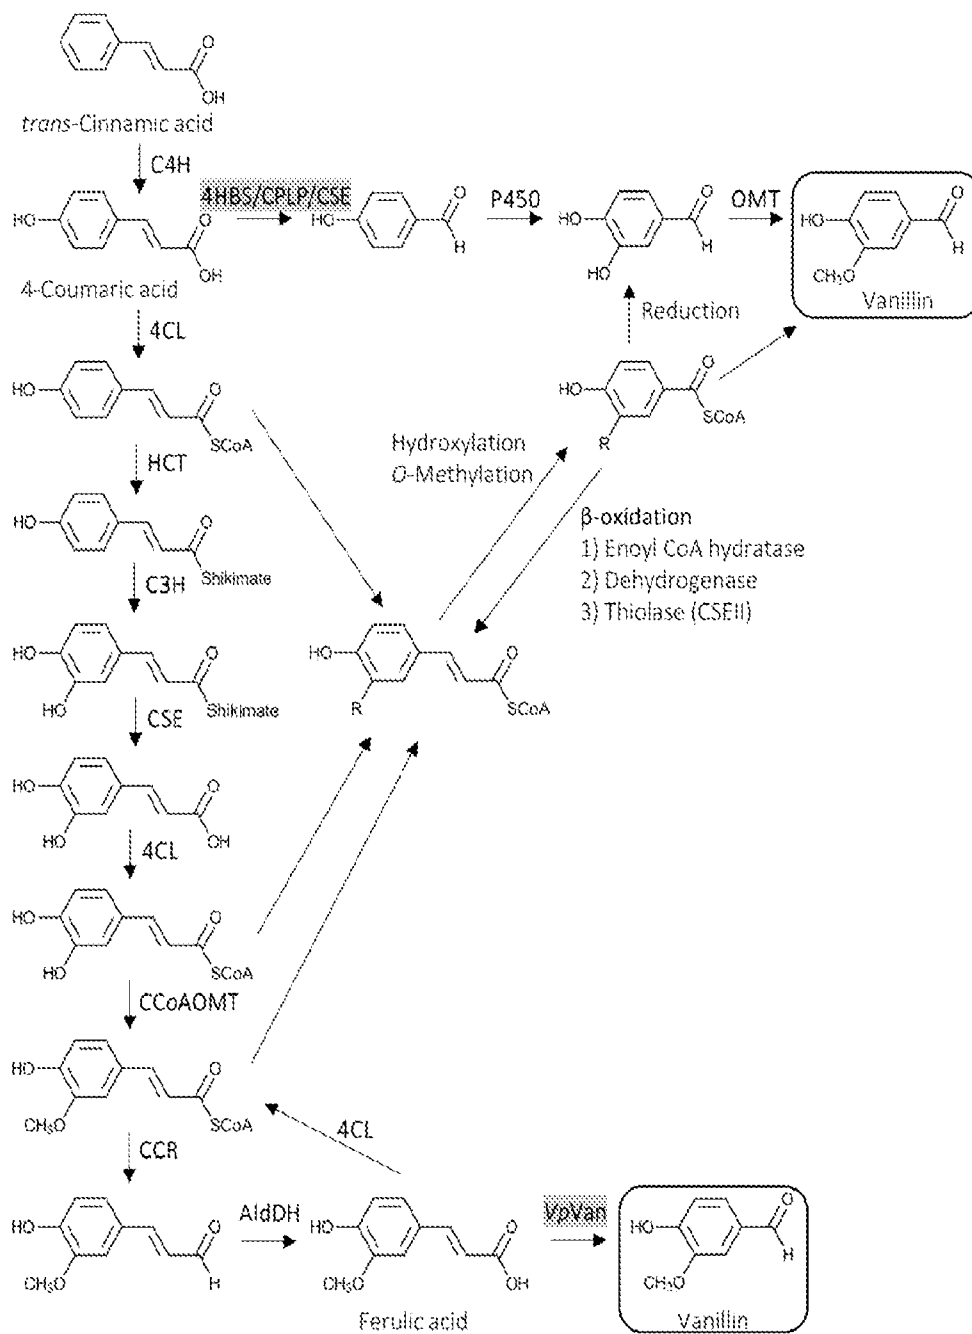 O
OH
trans-Cinnamic acid
C4H
4HBS/CPLP/CSE
P450
OMT
HO
O
OH
HO
O
H
HO
HO
O
H
HO
CH₃O
O
H
4-Coumaric acid
Vanillin
4CL
Reduction
HO
O
SCoA
HO
R
O
SCoA
HCT
Hydroxylation
O-Methylation
HO
O
Shikimate
β-oxidation
1) Enoyl CoA hydratase
2) Dehydrogenase
3) Thiolase (CSEII)
C3H
HO
HO
O
Shikimate
HO
R
O
SCoA
CSE
HO
HO
O
OH
4CL
HO
HO
O
SCoA
CCoAOMT
HO
CH₃O
O
SCoA
4CL
CCR
HO
CH₃O
O
H
AldDH
HO
CH₃O
O
OH
VpVan
HO
CH₃O
O
H
Ferulic acid
Vanillin